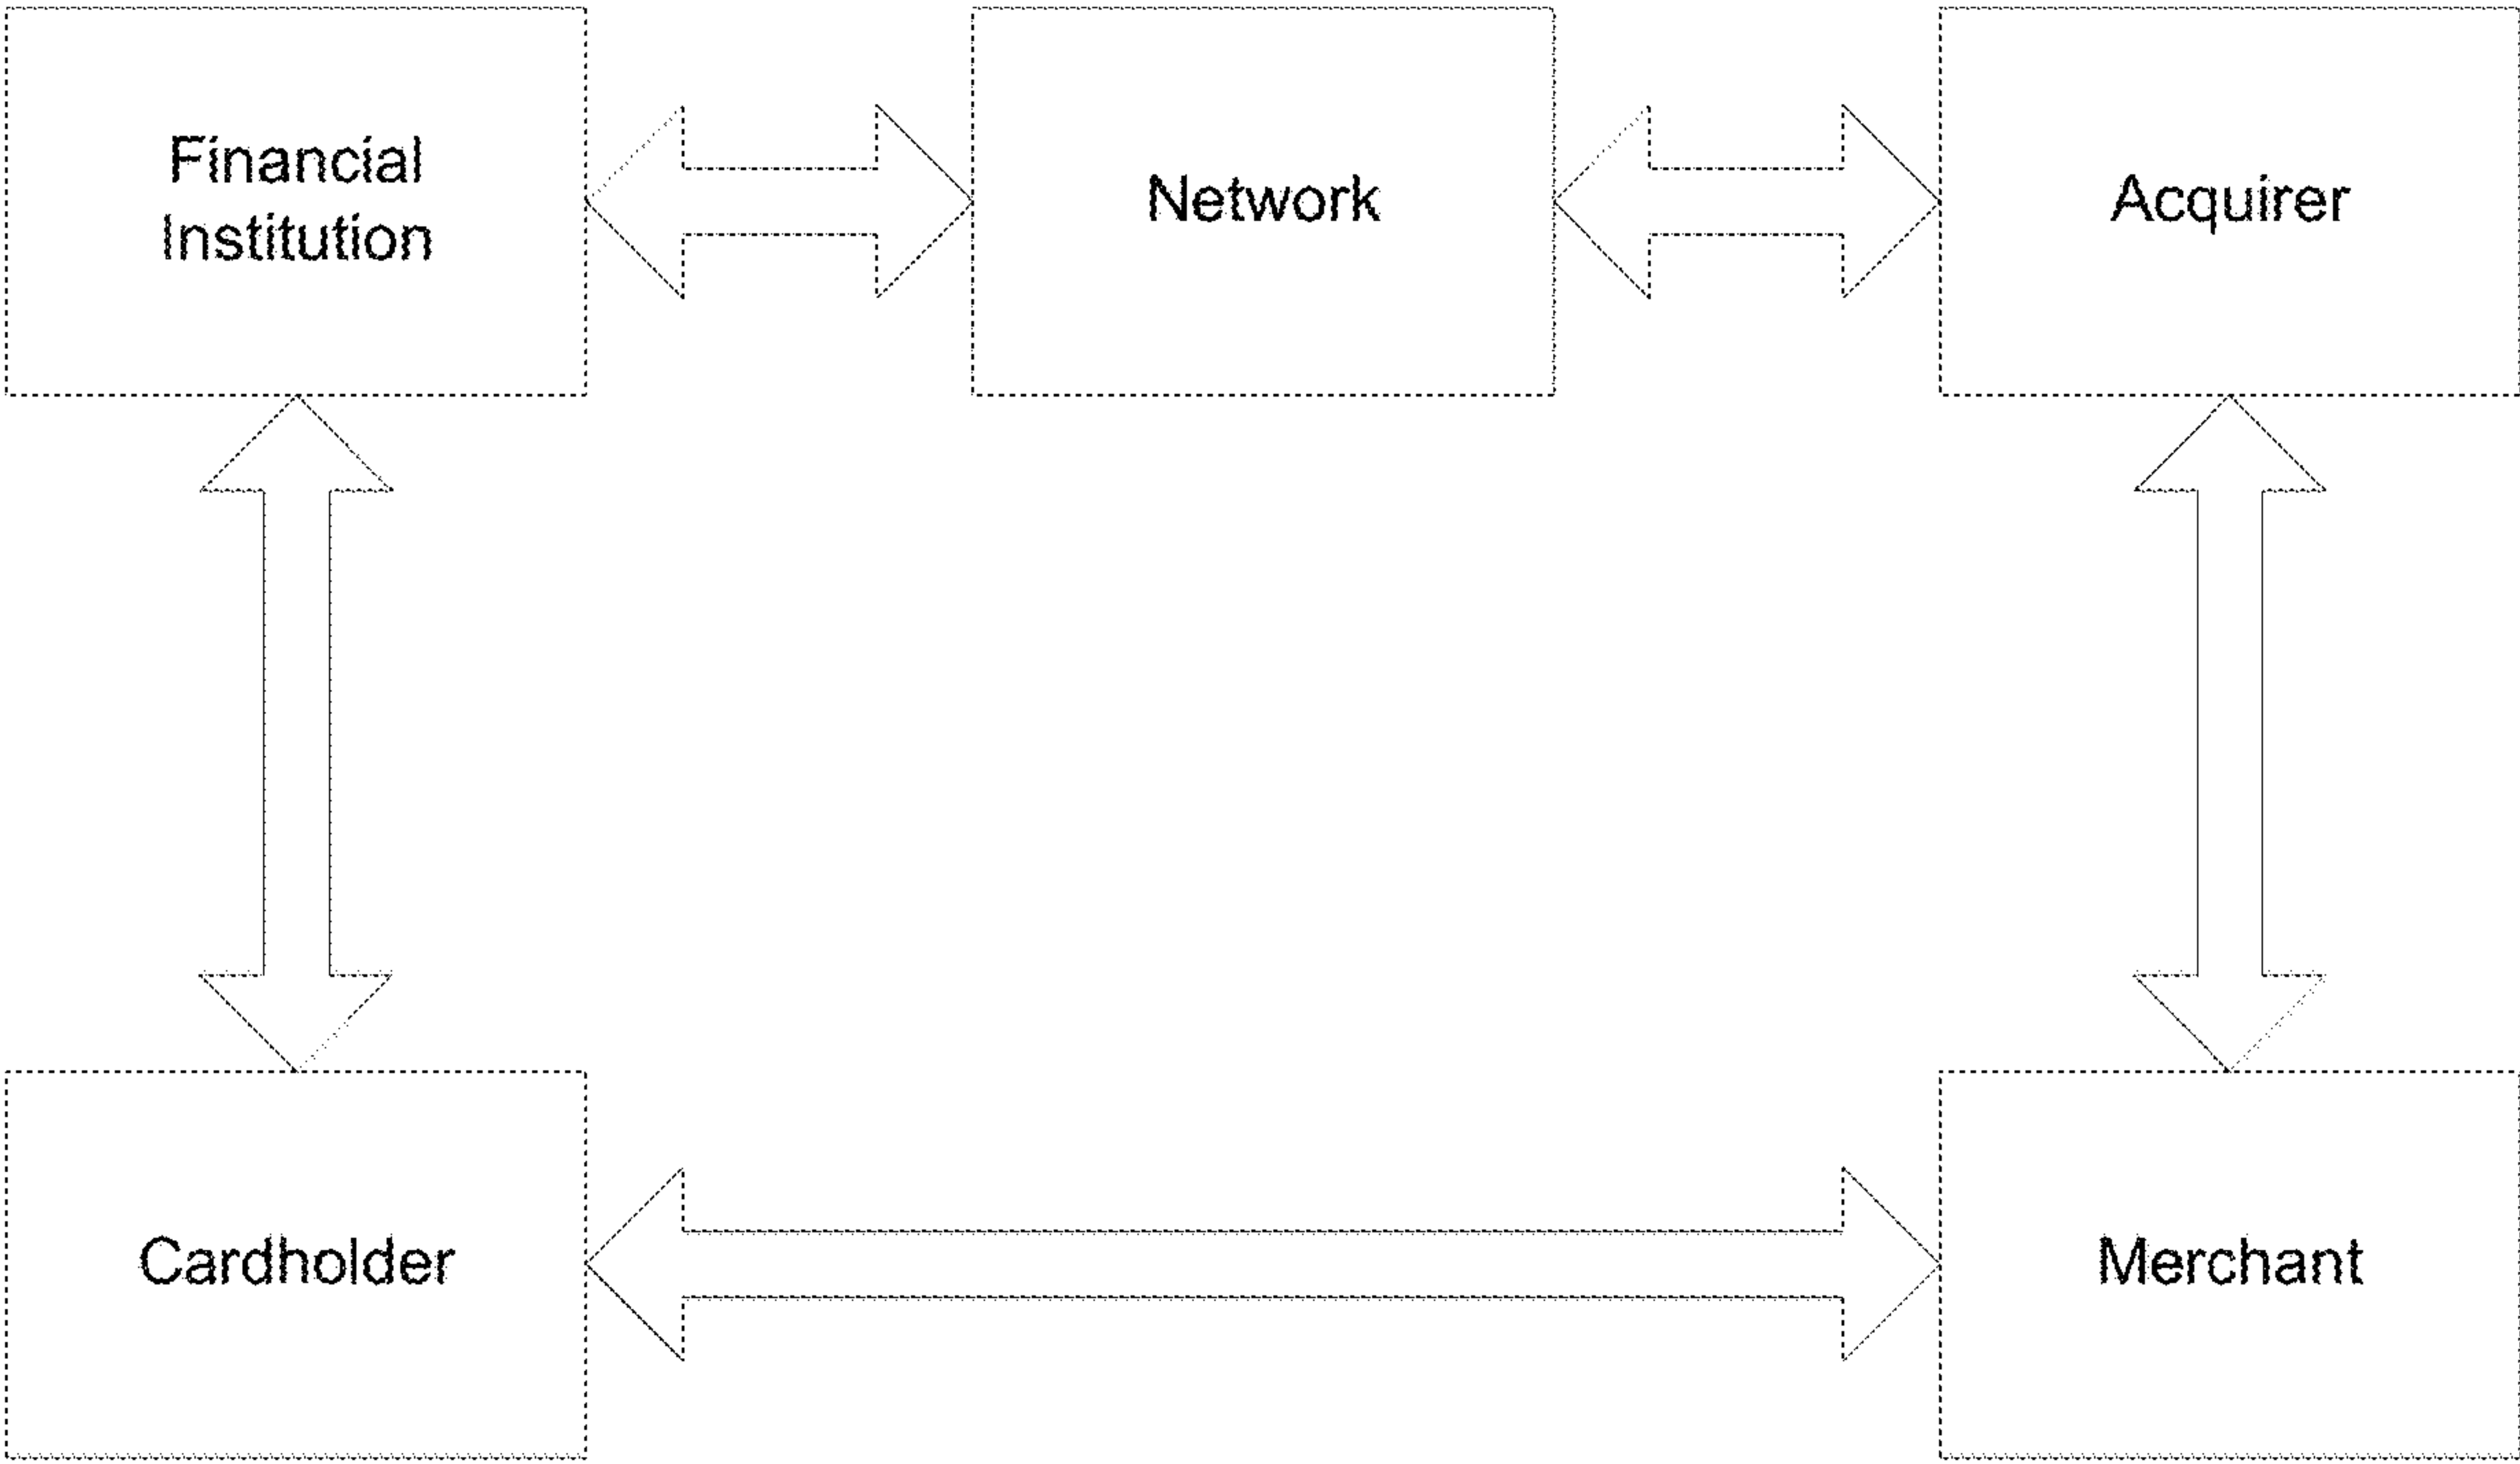 Financial
Institution
Network
Acquirer
Cardholder
Merchant